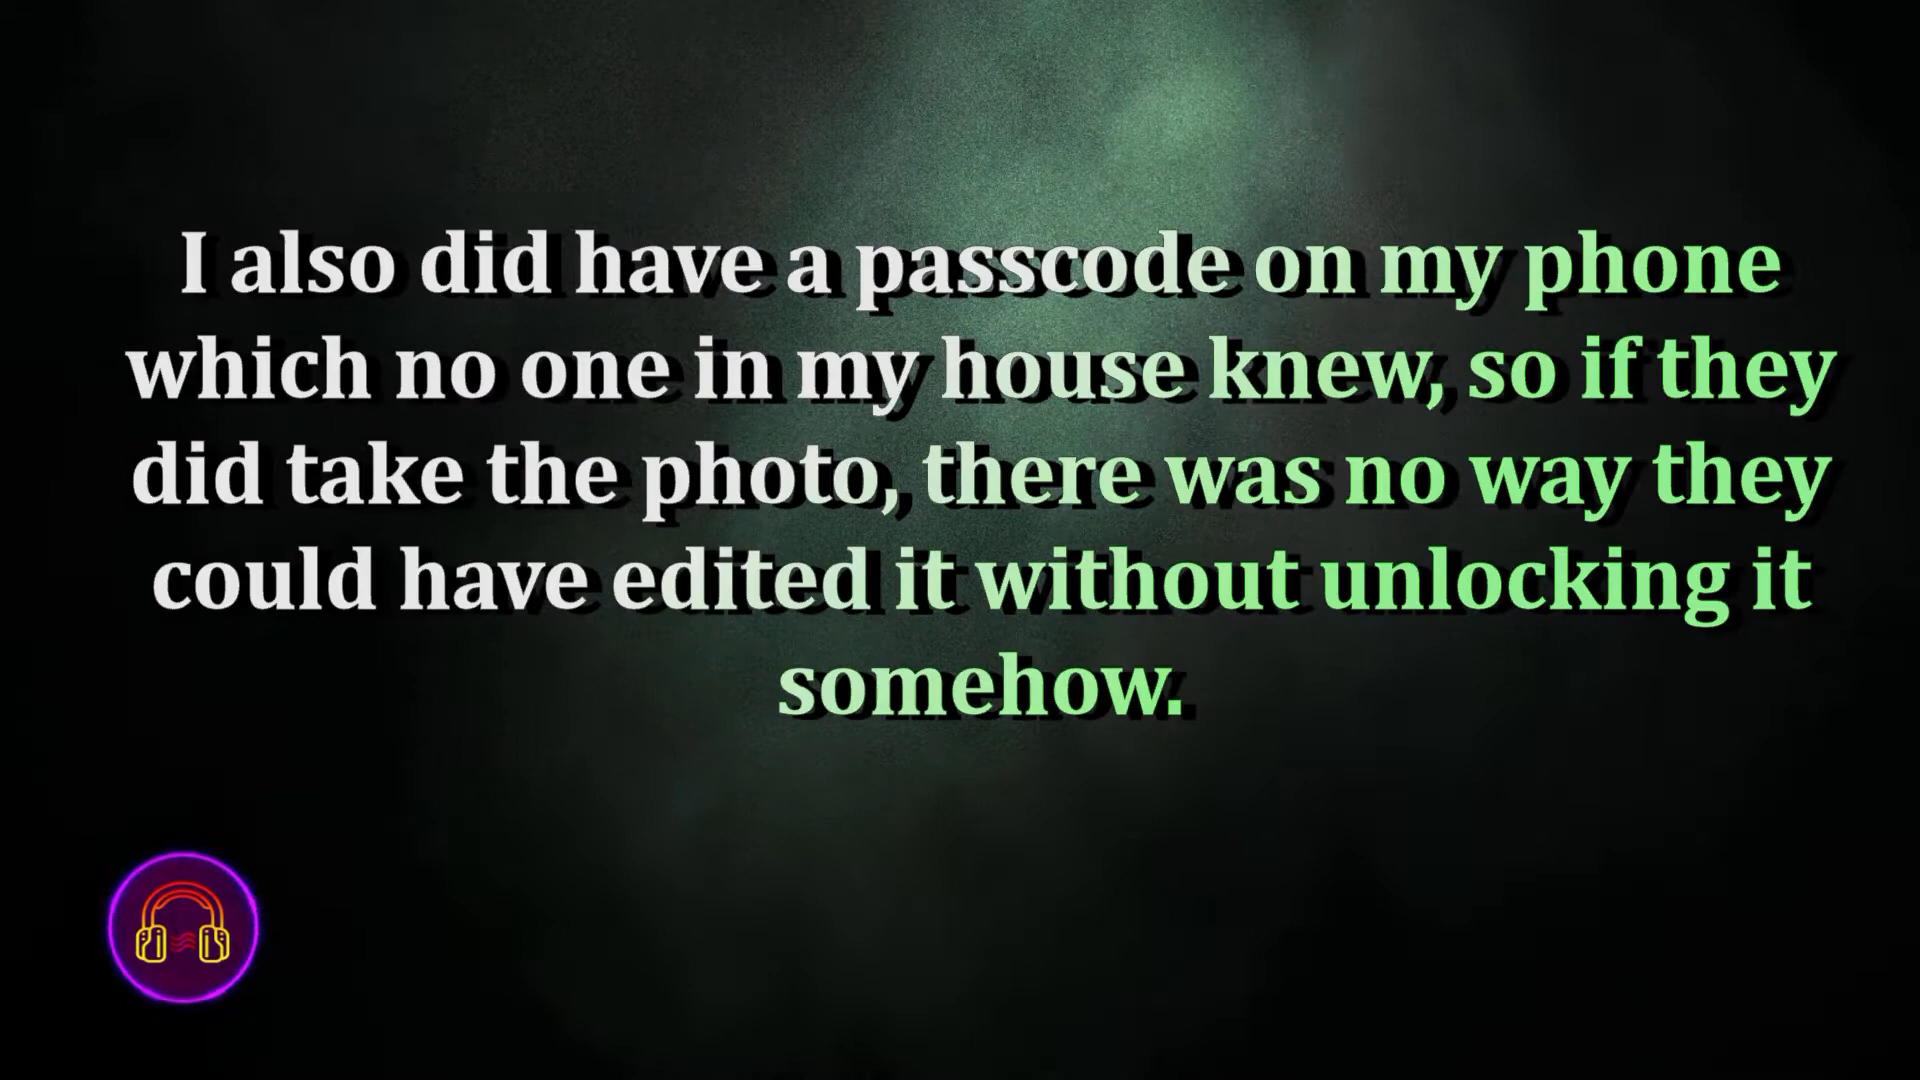 I also did have a passcode on my phone
which no one in my house knew, so if they
did take the photo, there was no way they
could have edited it without unlocking it
somehow.